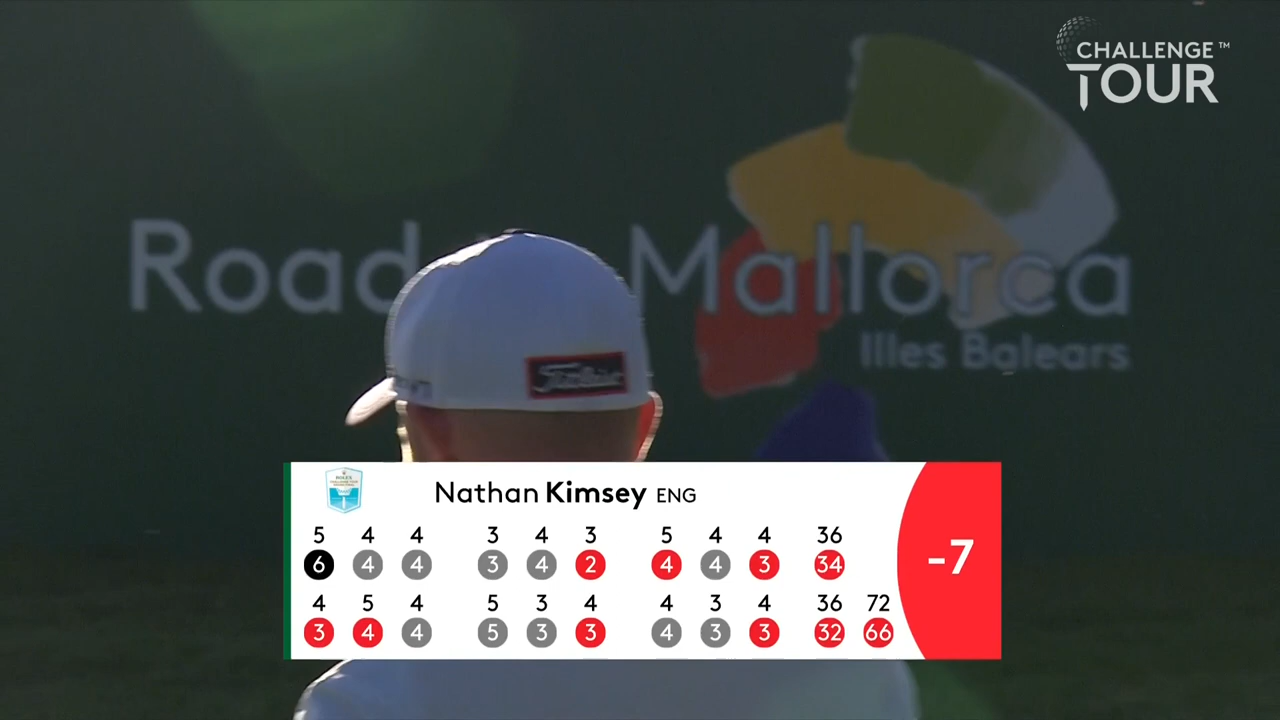 CHALLENGE™
TOUR
Road Mallorca
Illes Balears
Titleist
Nathan Kimsey ENG
5 4 4 3 4 3 5 4 4 36
6 4 4 3 4 2 4 4 3 34
-7
4 5 4 5 3 4 4 3 4 36 72
3 4 4 5 3 3 4 3 3 32 66